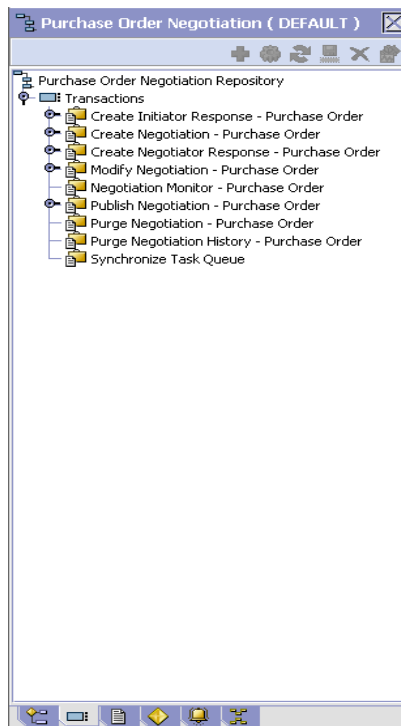 Purchase Order Negotiation ( DEFAULT )
Purchase Order Negotiation Repository
Transactions
Create Initiator Response - Purchase Order
Create Negotiation - Purchase Order
Create Negotiator Response - Purchase Order
Modify Negotiation - Purchase Order
Negotiation Monitor - Purchase Order
Publish Negotiation - Purchase Order
Purge Negotiation - Purchase Order
Purge Negotiation History - Purchase Order
Synchronize Task Queue